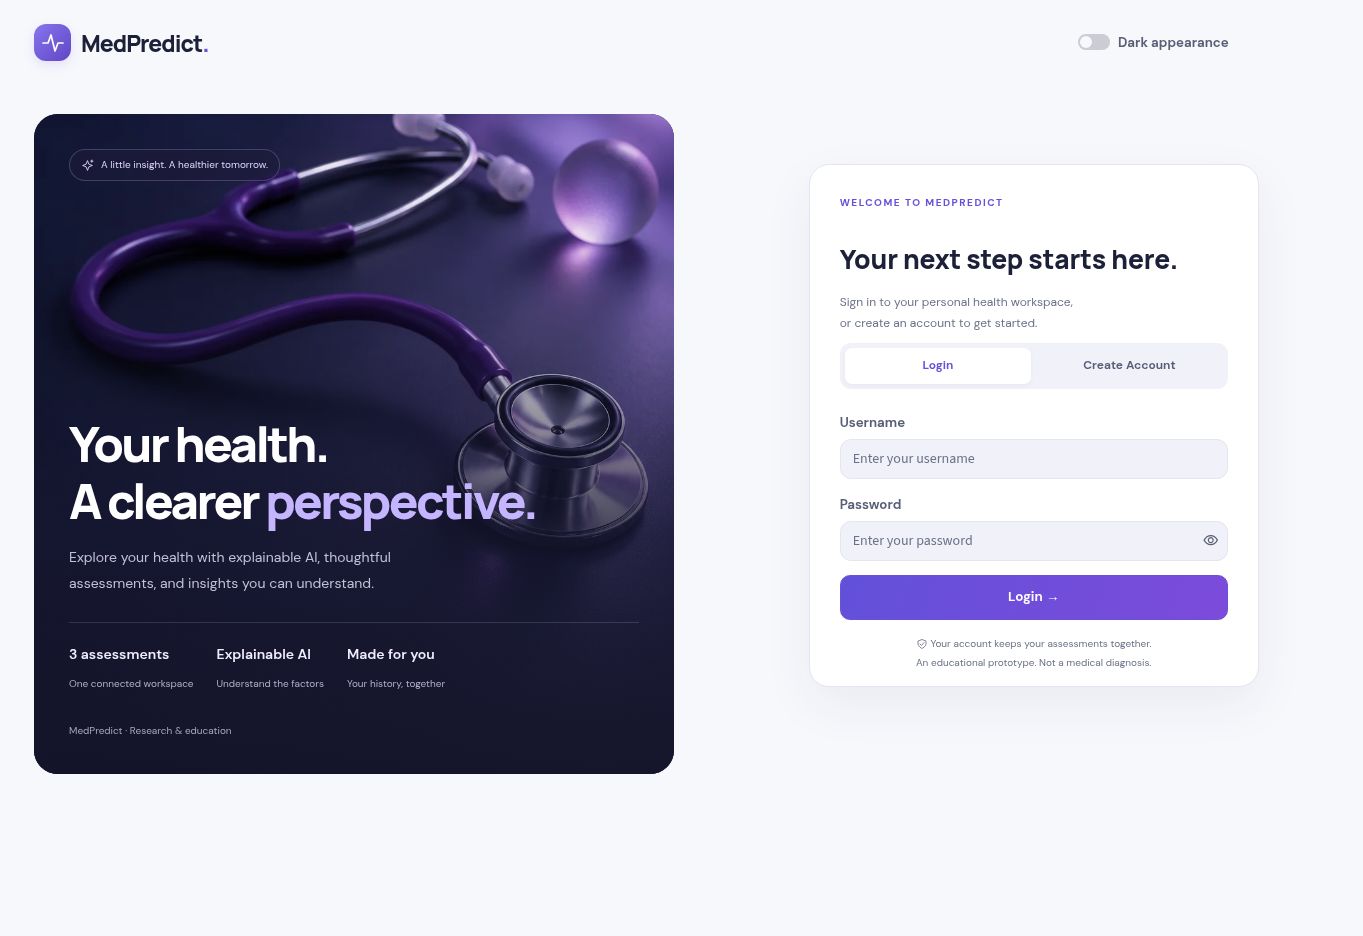 MedPredict.
Dark appearance
A little insight. A healthier tomorrow.
Your health.
A clearer perspective.
Explore your health with explainable AI, thoughtful
assessments, and insights you can understand.
3 assessments
One connected workspace
Explainable AI
Understand the factors
Made for you
Your history, together
MedPredict · Research & education
WELCOME TO MEDPREDICT
Your next step starts here.
Sign in to your personal health workspace,
or create an account to get started.
Login
Create Account
Username
Enter your username
Password
Enter your password
Login →
Your account keeps your assessments together.
An educational prototype. Not a medical diagnosis.